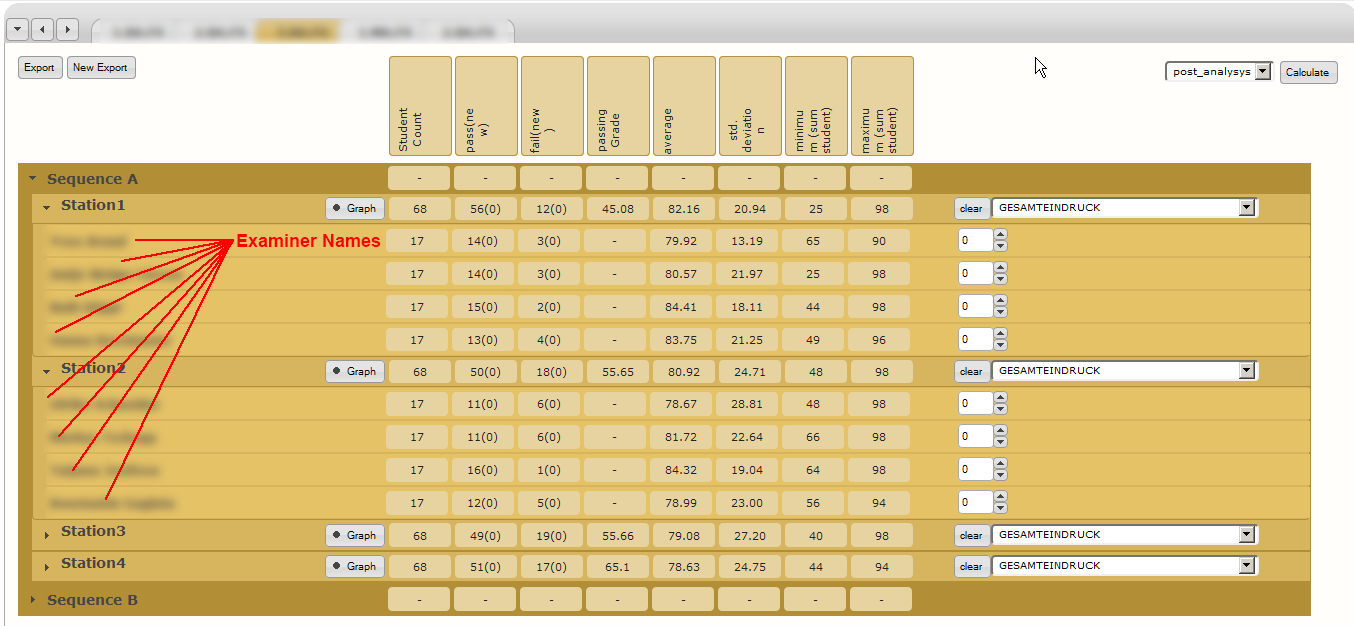 Export New Export post_analysys Calculate
Student Count pass(new) fail(new) passing Grade average std. deviation minimum (sum student) maximum (sum student)
Sequence A - - - - - - - -
Station1 Graph 68 56(0) 12(0) 45.08 82.16 20.94 25 98 clear GESAMTEINDRUCK
Examiner Names 17 14(0) 3(0) - 79.92 13.19 65 90 0
17 14(0) 3(0) - 80.57 21.97 25 98 0
17 15(0) 2(0) - 84.41 18.11 44 98 0
17 13(0) 4(0) - 83.75 21.25 49 96 0
Station2 Graph 68 50(0) 18(0) 55.65 80.92 24.71 48 98 clear GESAMTEINDRUCK
17 11(0) 6(0) - 78.67 28.81 48 98 0
17 11(0) 6(0) - 81.72 22.64 66 98 0
17 16(0) 1(0) - 84.32 19.04 64 98 0
17 12(0) 5(0) - 78.99 23.00 56 94 0
Station3 Graph 68 49(0) 19(0) 55.66 79.08 27.20 40 98 clear GESAMTEINDRUCK
Station4 Graph 68 51(0) 17(0) 65.1 78.63 24.75 44 94 clear GESAMTEINDRUCK
Sequence B - - - - - - - -